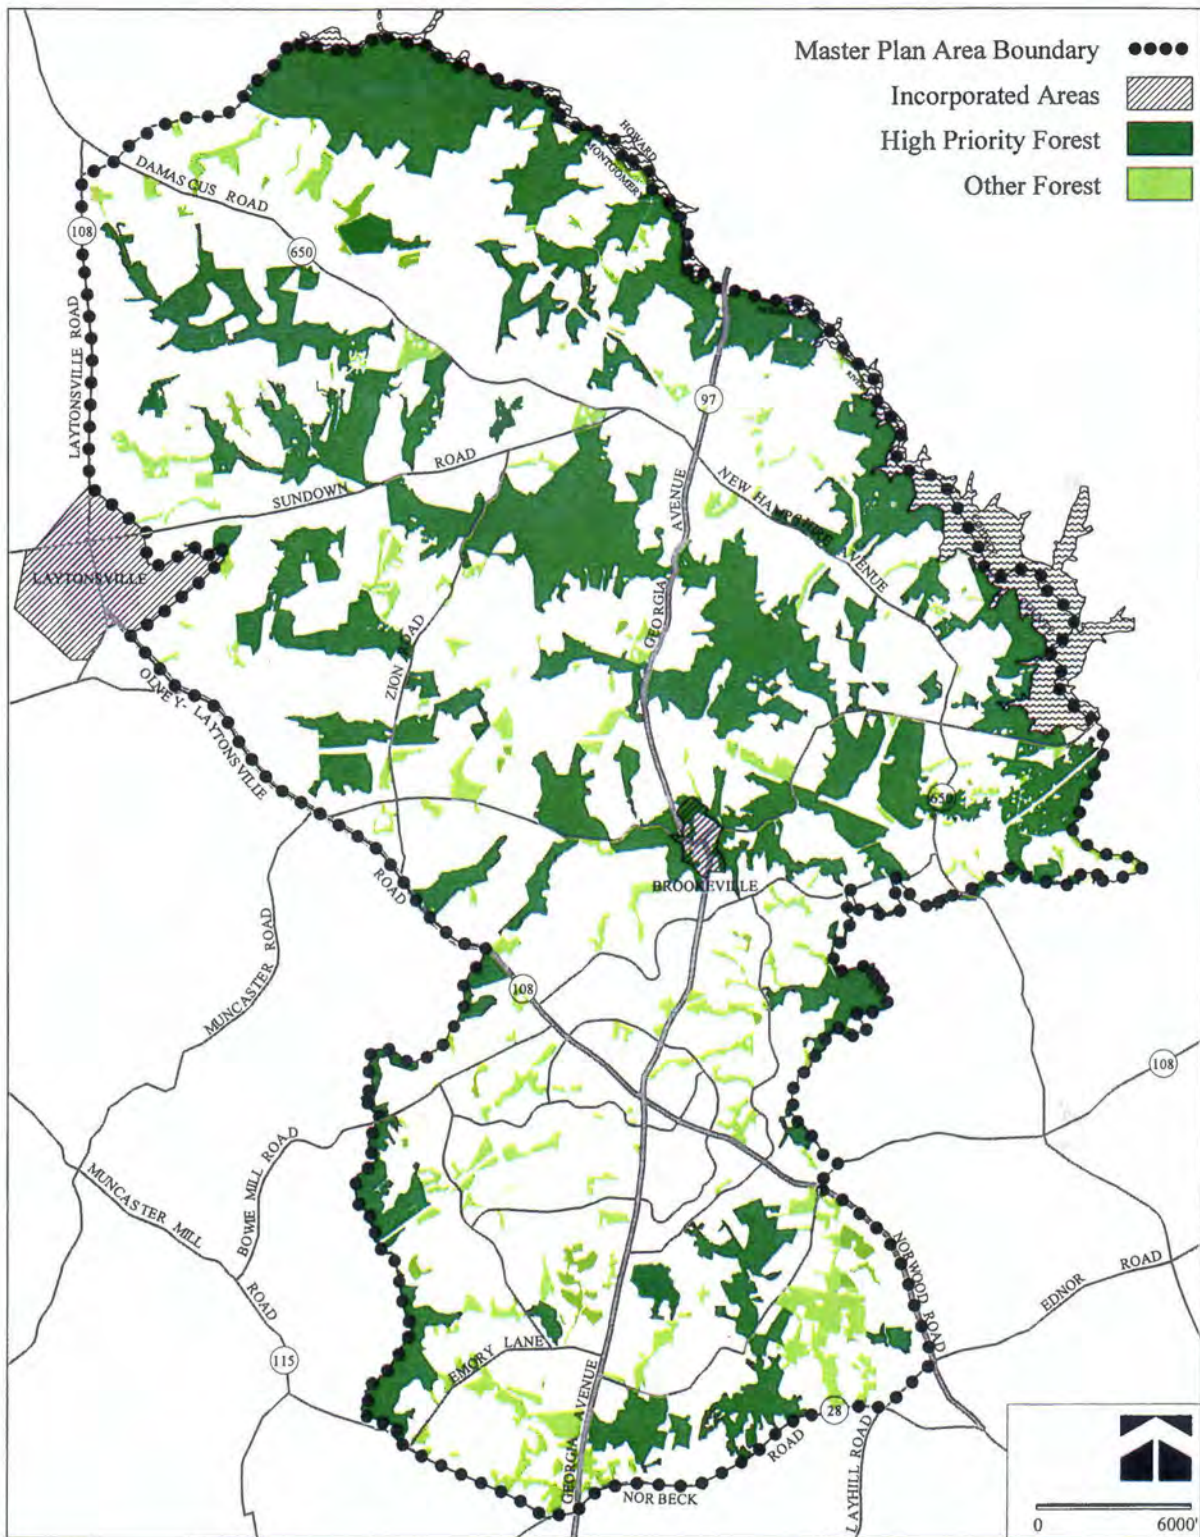 Master Plan Area Boundary
Incorporated Areas
High Priority Forest
Other Forest
HOWARD
MONTGOMERY
DAMASCUS ROAD
108
650
LAYTONSVILLE ROAD
97
SUNDOWN ROAD
NEW HAMPSHIRE AVENUE
GEORGIA AVENUE
LAYTONSVILLE
ZION ROAD
OLNEY-LAYTONSVILLE ROAD
650
BROOKEVILLE
MUNCASTER ROAD
108
108
BOWIE MILL ROAD
MUNCASTER MILL ROAD
NORWOOD ROAD
EDNOR ROAD
115
EMORY LANE
GEORGIA AVENUE
28
NORBECK ROAD
LAYHILL ROAD
0 6000'